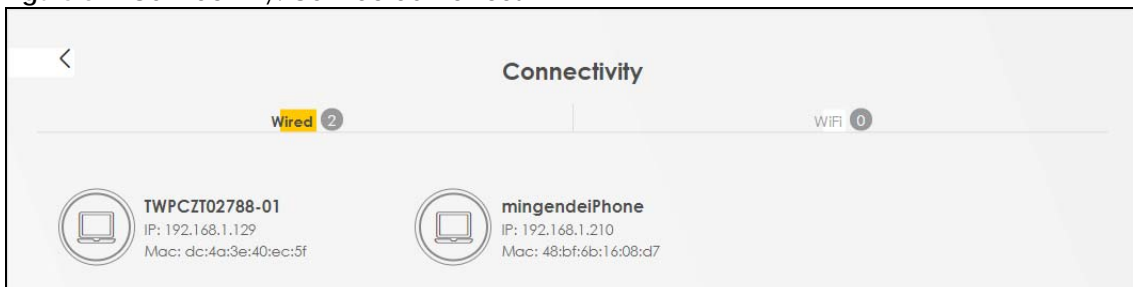 Connectivity
Wired 2
WiFi 0
TWPCZT02788-01
IP: 192.168.1.129
Mac: dc:4a:3e:40:ec:5f
mingendeiPhone
IP: 192.168.1.210
Mac: 48:bf:6b:16:08:d7